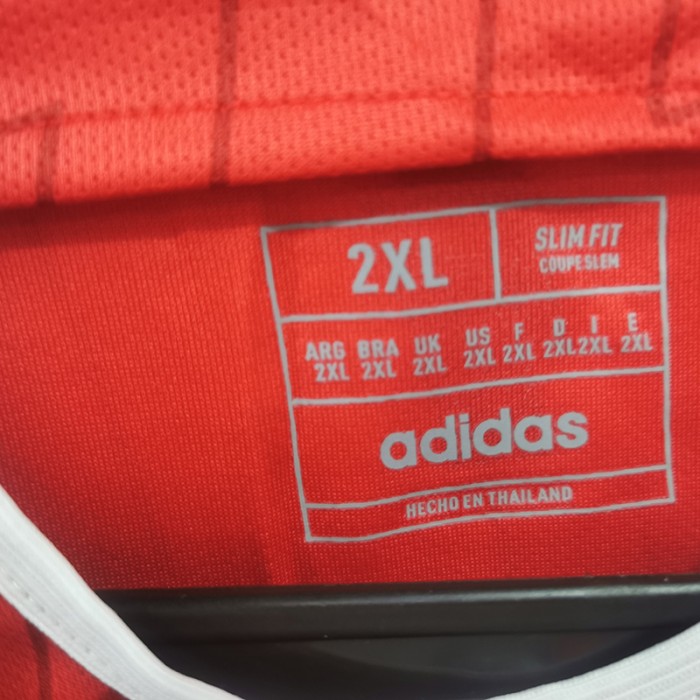 2XL
SLIM FIT
COUPE SLIM
ARG BRA UK US F D I E
2XL 2XL 2XL 2XL 2XL 2XL 2XL 2XL
adidas
HECHO EN THAILAND